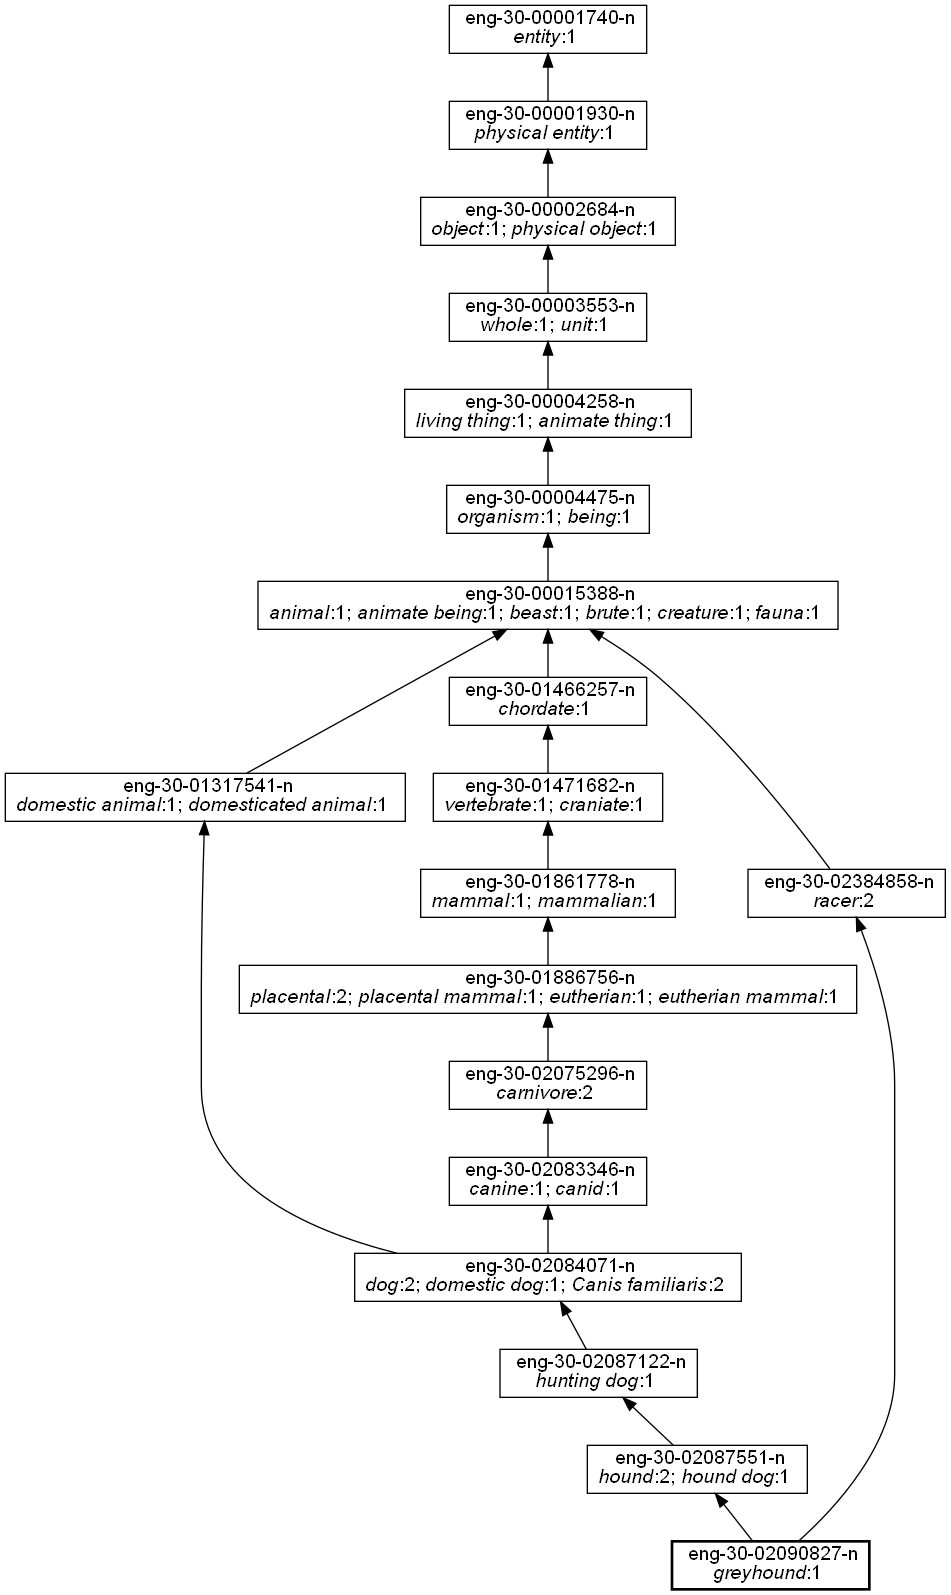 eng-30-00001740-n
entity:1
eng-30-00001930-n
physical entity:1
eng-30-00002684-n
object:1; physical object:1
eng-30-00003553-n
whole:1; unit:1
eng-30-00004258-n
living thing:1; animate thing:1
eng-30-00004475-n
organism:1; being:1
eng-30-00015388-n
animal:1; animate being:1; beast:1; brute:1; creature:1; fauna:1
eng-30-01466257-n
chordate:1
eng-30-01317541-n
domestic animal:1; domesticated animal:1
eng-30-01471682-n
vertebrate:1; craniate:1
eng-30-01861778-n
mammal:1; mammalian:1
eng-30-02384858-n
racer:2
eng-30-01886756-n
placental:2; placental mammal:1; eutherian:1; eutherian mammal:1
eng-30-02075296-n
carnivore:2
eng-30-02083346-n
canine:1; canid:1
eng-30-02084071-n
dog:2; domestic dog:1; Canis familiaris:2
eng-30-02087122-n
hunting dog:1
eng-30-02087551-n
hound:2; hound dog:1
eng-30-02090827-n
greyhound:1